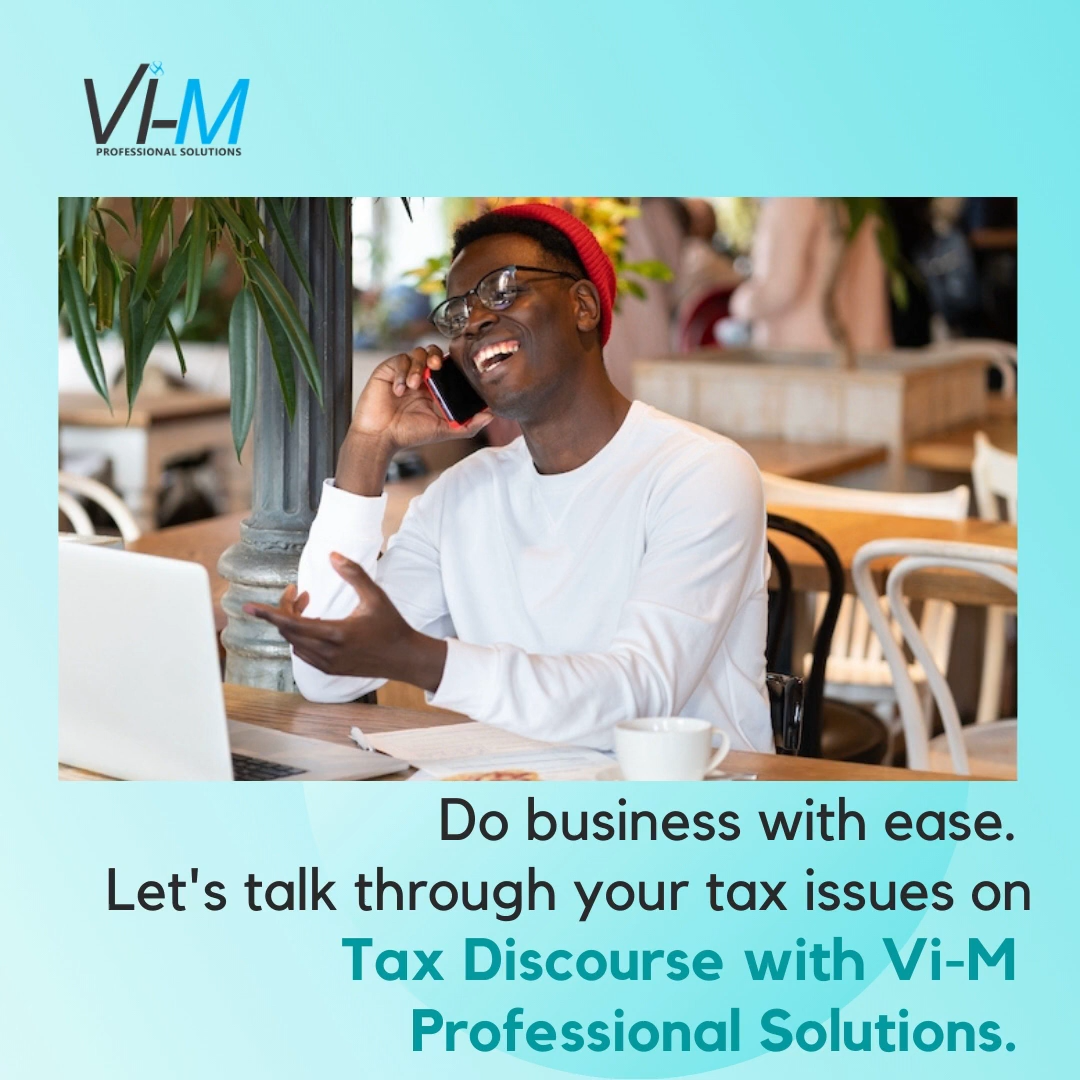 Vi-M
PROFESSIONAL SOLUTIONS
Do business with ease.
Let's talk through your tax issues on
Tax Discourse with Vi-M
Professional Solutions.